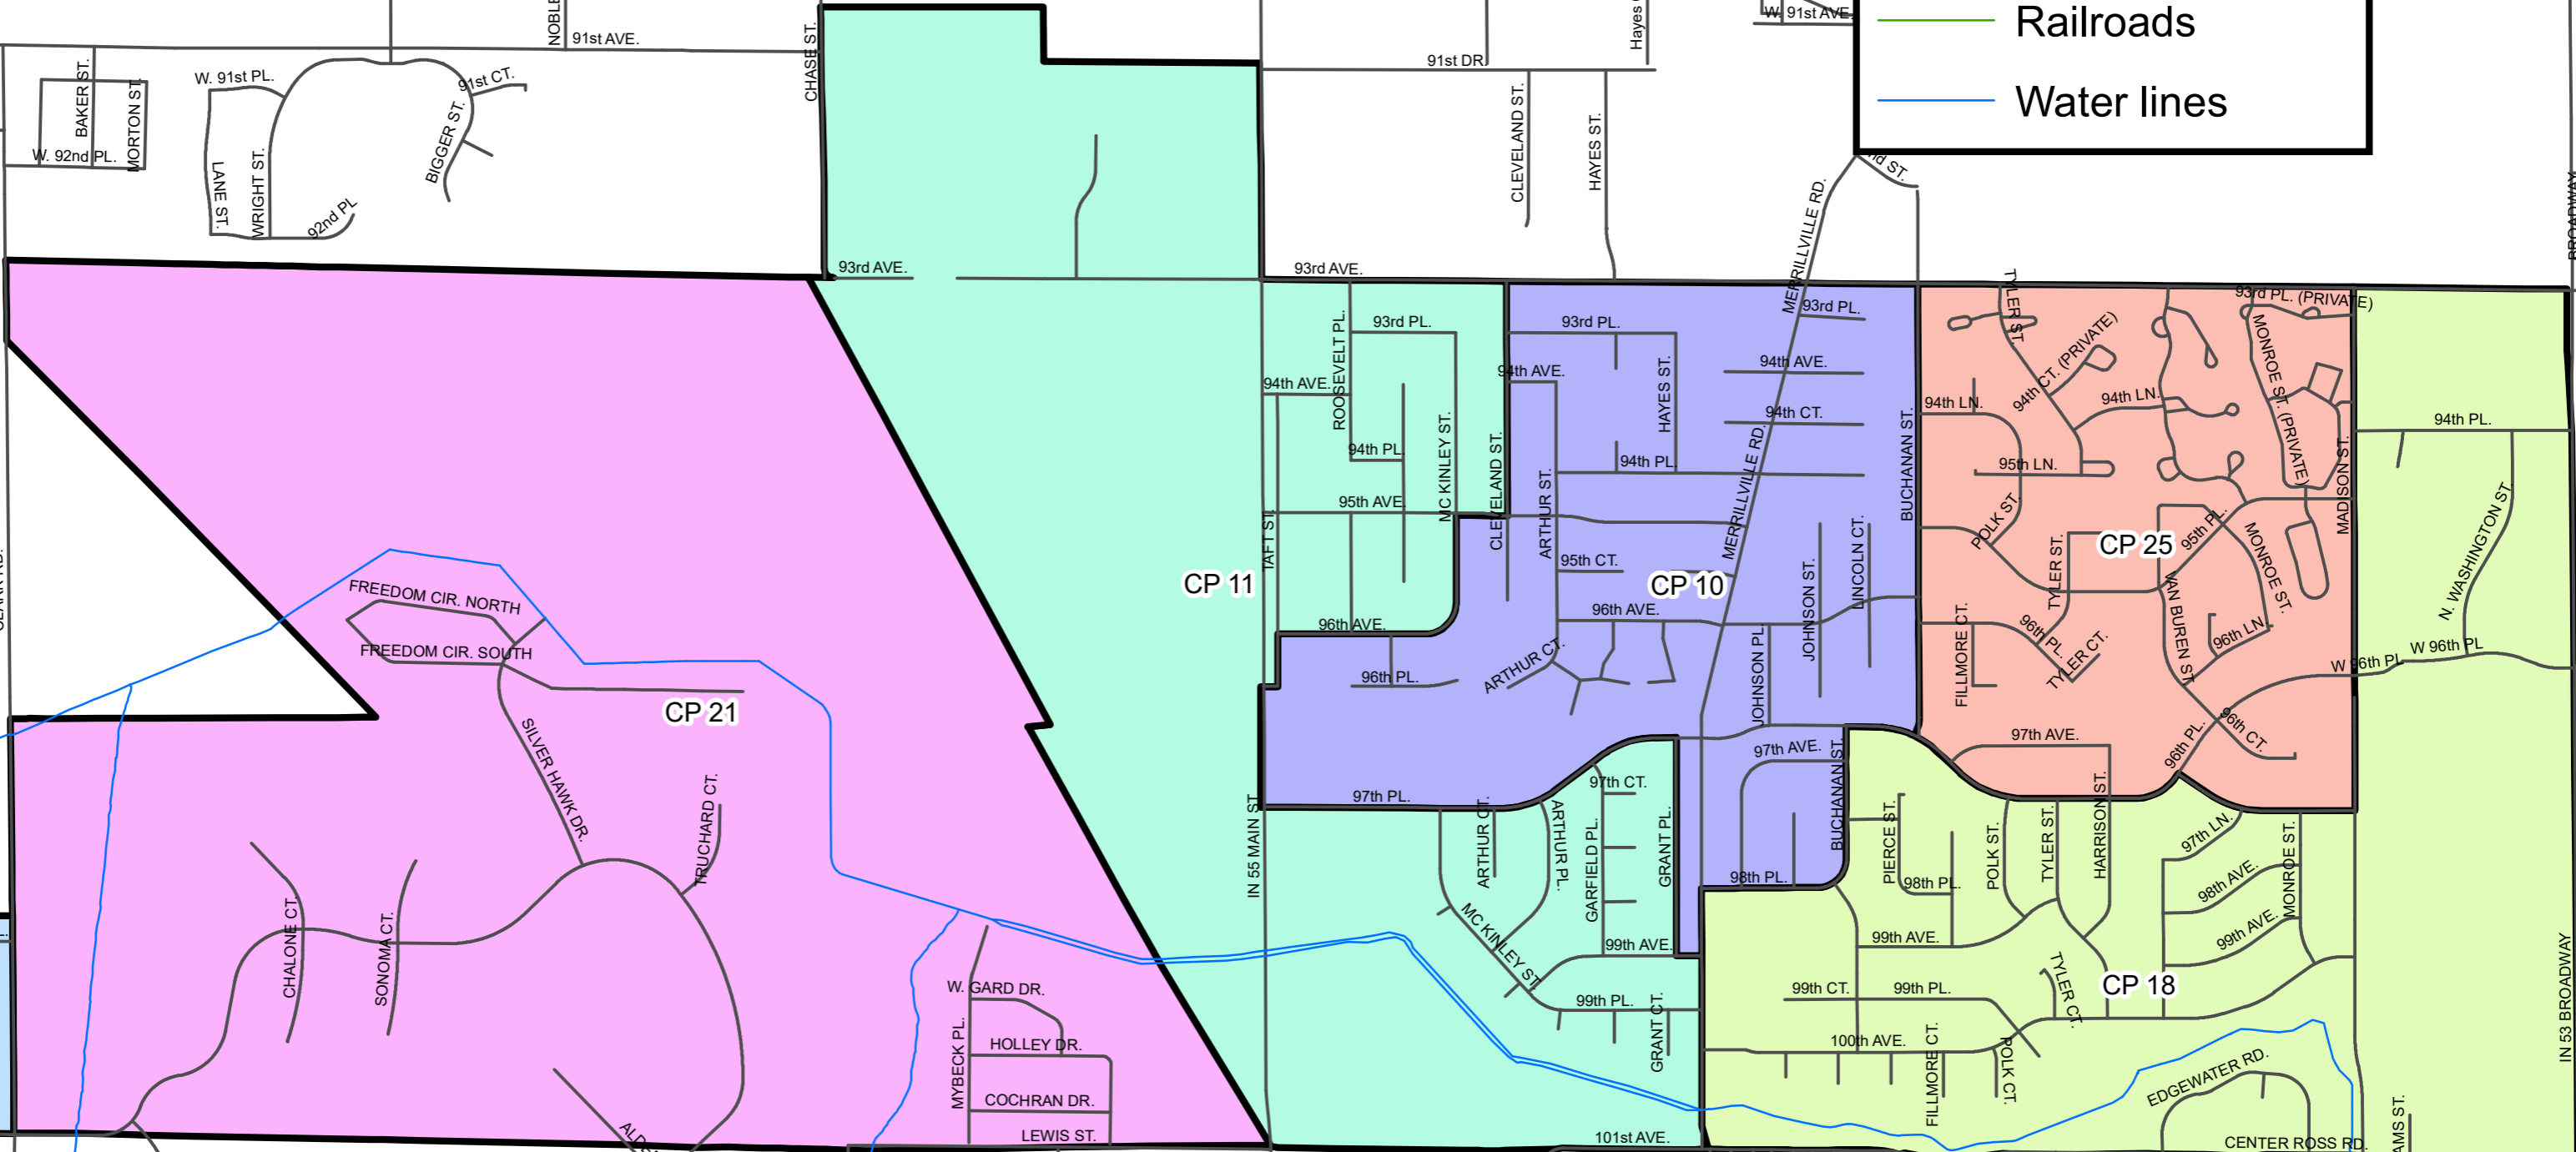 Railroads
Water lines
NOBLE
91st AVE.
CHASE ST.
Hayes
W. 91st AVE.
91st DR.
BAKER ST.
MORTON ST.
W. 92nd PL.
W. 91st PL.
LANE ST.
WRIGHT ST.
92nd PL
BIGGER ST.
91st CT.
CLEVELAND ST.
HAYES ST.
MERRILLVILLE RD.
nd ST.
BROADWAY
93rd AVE.
93rd AVE.
ROOSEVELT PL.
93rd PL.
94th AVE.
94th PL.
MC KINLEY ST.
95th AVE.
TAFT ST.
CP 11
96th AVE.
CLEVELAND ST.
93rd PL.
94th AVE.
HAYES ST.
ARTHUR ST.
94th PL.
93rd PL.
94th AVE.
94th CT.
MERRILLVILLE RD.
BUCHANAN ST.
95th CT.
CP 10
96th AVE.
JOHNSON ST.
LINCOLN CT.
JOHNSON PL.
ARTHUR CT.
96th PL.
97th PL.
97th AVE.
BUCHANAN ST.
98th PL.
TYLER ST.
93rd PL. (PRIVATE)
94th CT. (PRIVATE)
MONROE ST. (PRIVATE)
94th LN.
94th LN.
95th LN.
POLK ST.
CP 25
95th PL.
MADISON ST.
TYLER ST.
VAN BUREN ST.
MONROE ST.
96th LN.
FILLMORE CT.
96th PL.
TYLER CT.
97th AVE.
96th PL.
96th CT.
94th PL.
N. WASHINGTON ST.
W 96th PL
W 96th PL
FREEDOM CIR. NORTH
FREEDOM CIR. SOUTH
CP 21
SILVER HAWK DR.
TRUCHARD CT.
CHALONE CT.
SONOMA CT.
W. GARD DR.
MYBECK PL.
HOLLEY DR.
COCHRAN DR.
LEWIS ST.
IN 55 MAIN ST.
97th CT.
ARTHUR CT.
ARTHUR PL.
GARFIELD PL.
GRANT PL.
MC KINLEY ST.
99th AVE.
99th PL.
GRANT CT.
101st AVE.
PIERCE ST.
98th PL.
POLK ST.
TYLER ST.
HARRISON ST.
97th LN.
98th AVE.
MONROE ST.
99th AVE.
99th AVE.
CP 18
99th CT.
99th PL.
TYLER CT.
100th AVE.
FILLMORE CT.
POLK CT.
EDGEWATER RD.
CENTER ROSS RD.
IN 53 BROADWAY